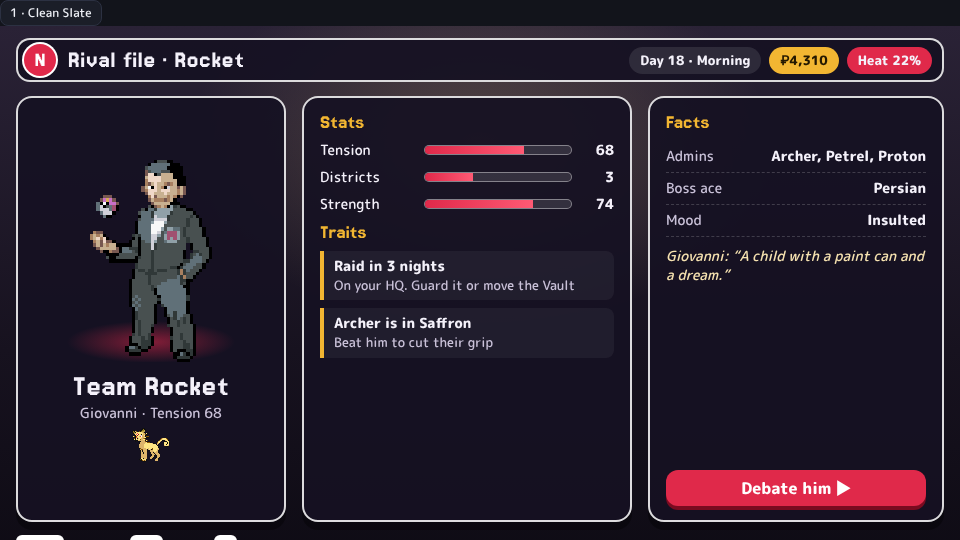 1 · Clean Slate
N
Rival file · Rocket
Day 18 · Morning
₽4,310
Heat 22%
Team Rocket
Giovanni · Tension 68
Stats
Tension 68
Districts 3
Strength 74
Traits
Raid in 3 nights
On your HQ. Guard it or move the Vault
Archer is in Saffron
Beat him to cut their grip
Facts
Admins Archer, Petrel, Proton
Boss ace Persian
Mood Insulted
Giovanni: “A child with a paint can and
a dream.”
Debate him ▶